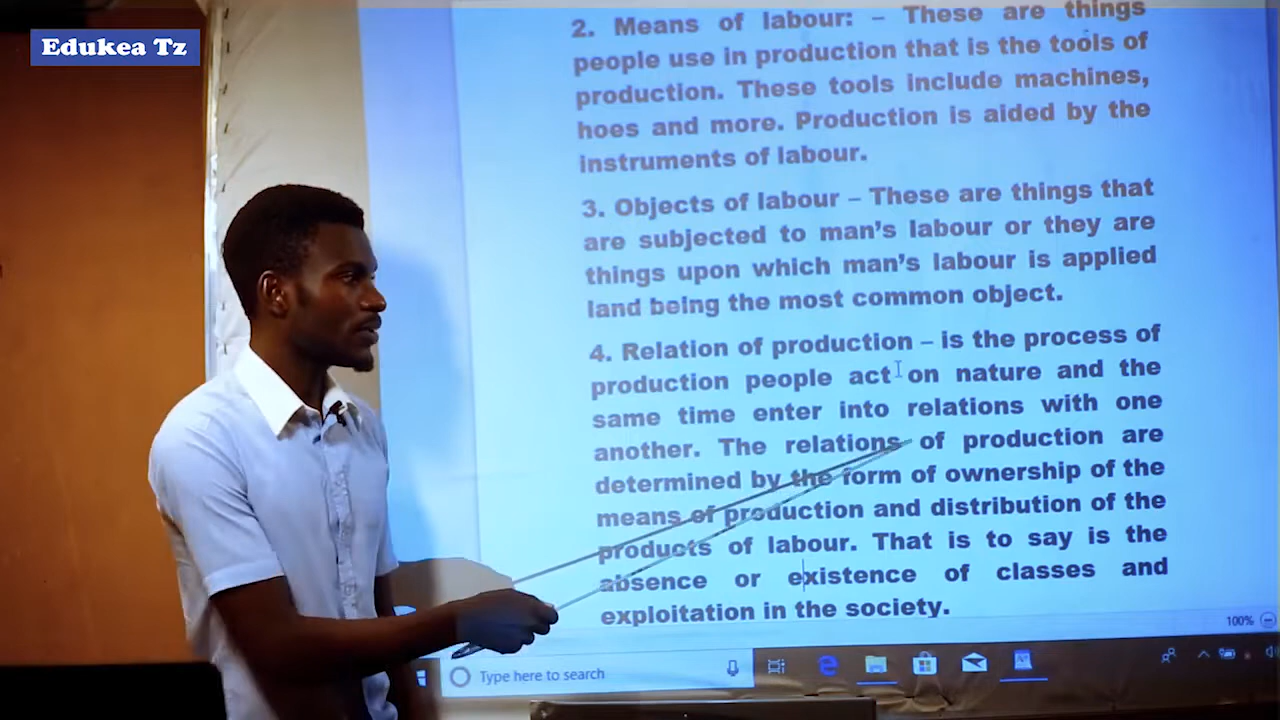 Edukea Tz
2. Means of labour: – These are things
people use in production that is the tools of
production. These tools include machines,
hoes and more. Production is aided by the
instruments of labour.
3. Objects of labour – These are things that
are subjected to man's labour or they are
things upon which man's labour is applied
land being the most common object.
4. Relation of production – is the process of
production people act on nature and the
same time enter into relations with one
another. The relations of production are
determined by the form of ownership of the
means of production and distribution of the
products of labour. That is to say is the
absence or existence of classes and
exploitation in the society.
100%
Type here to search